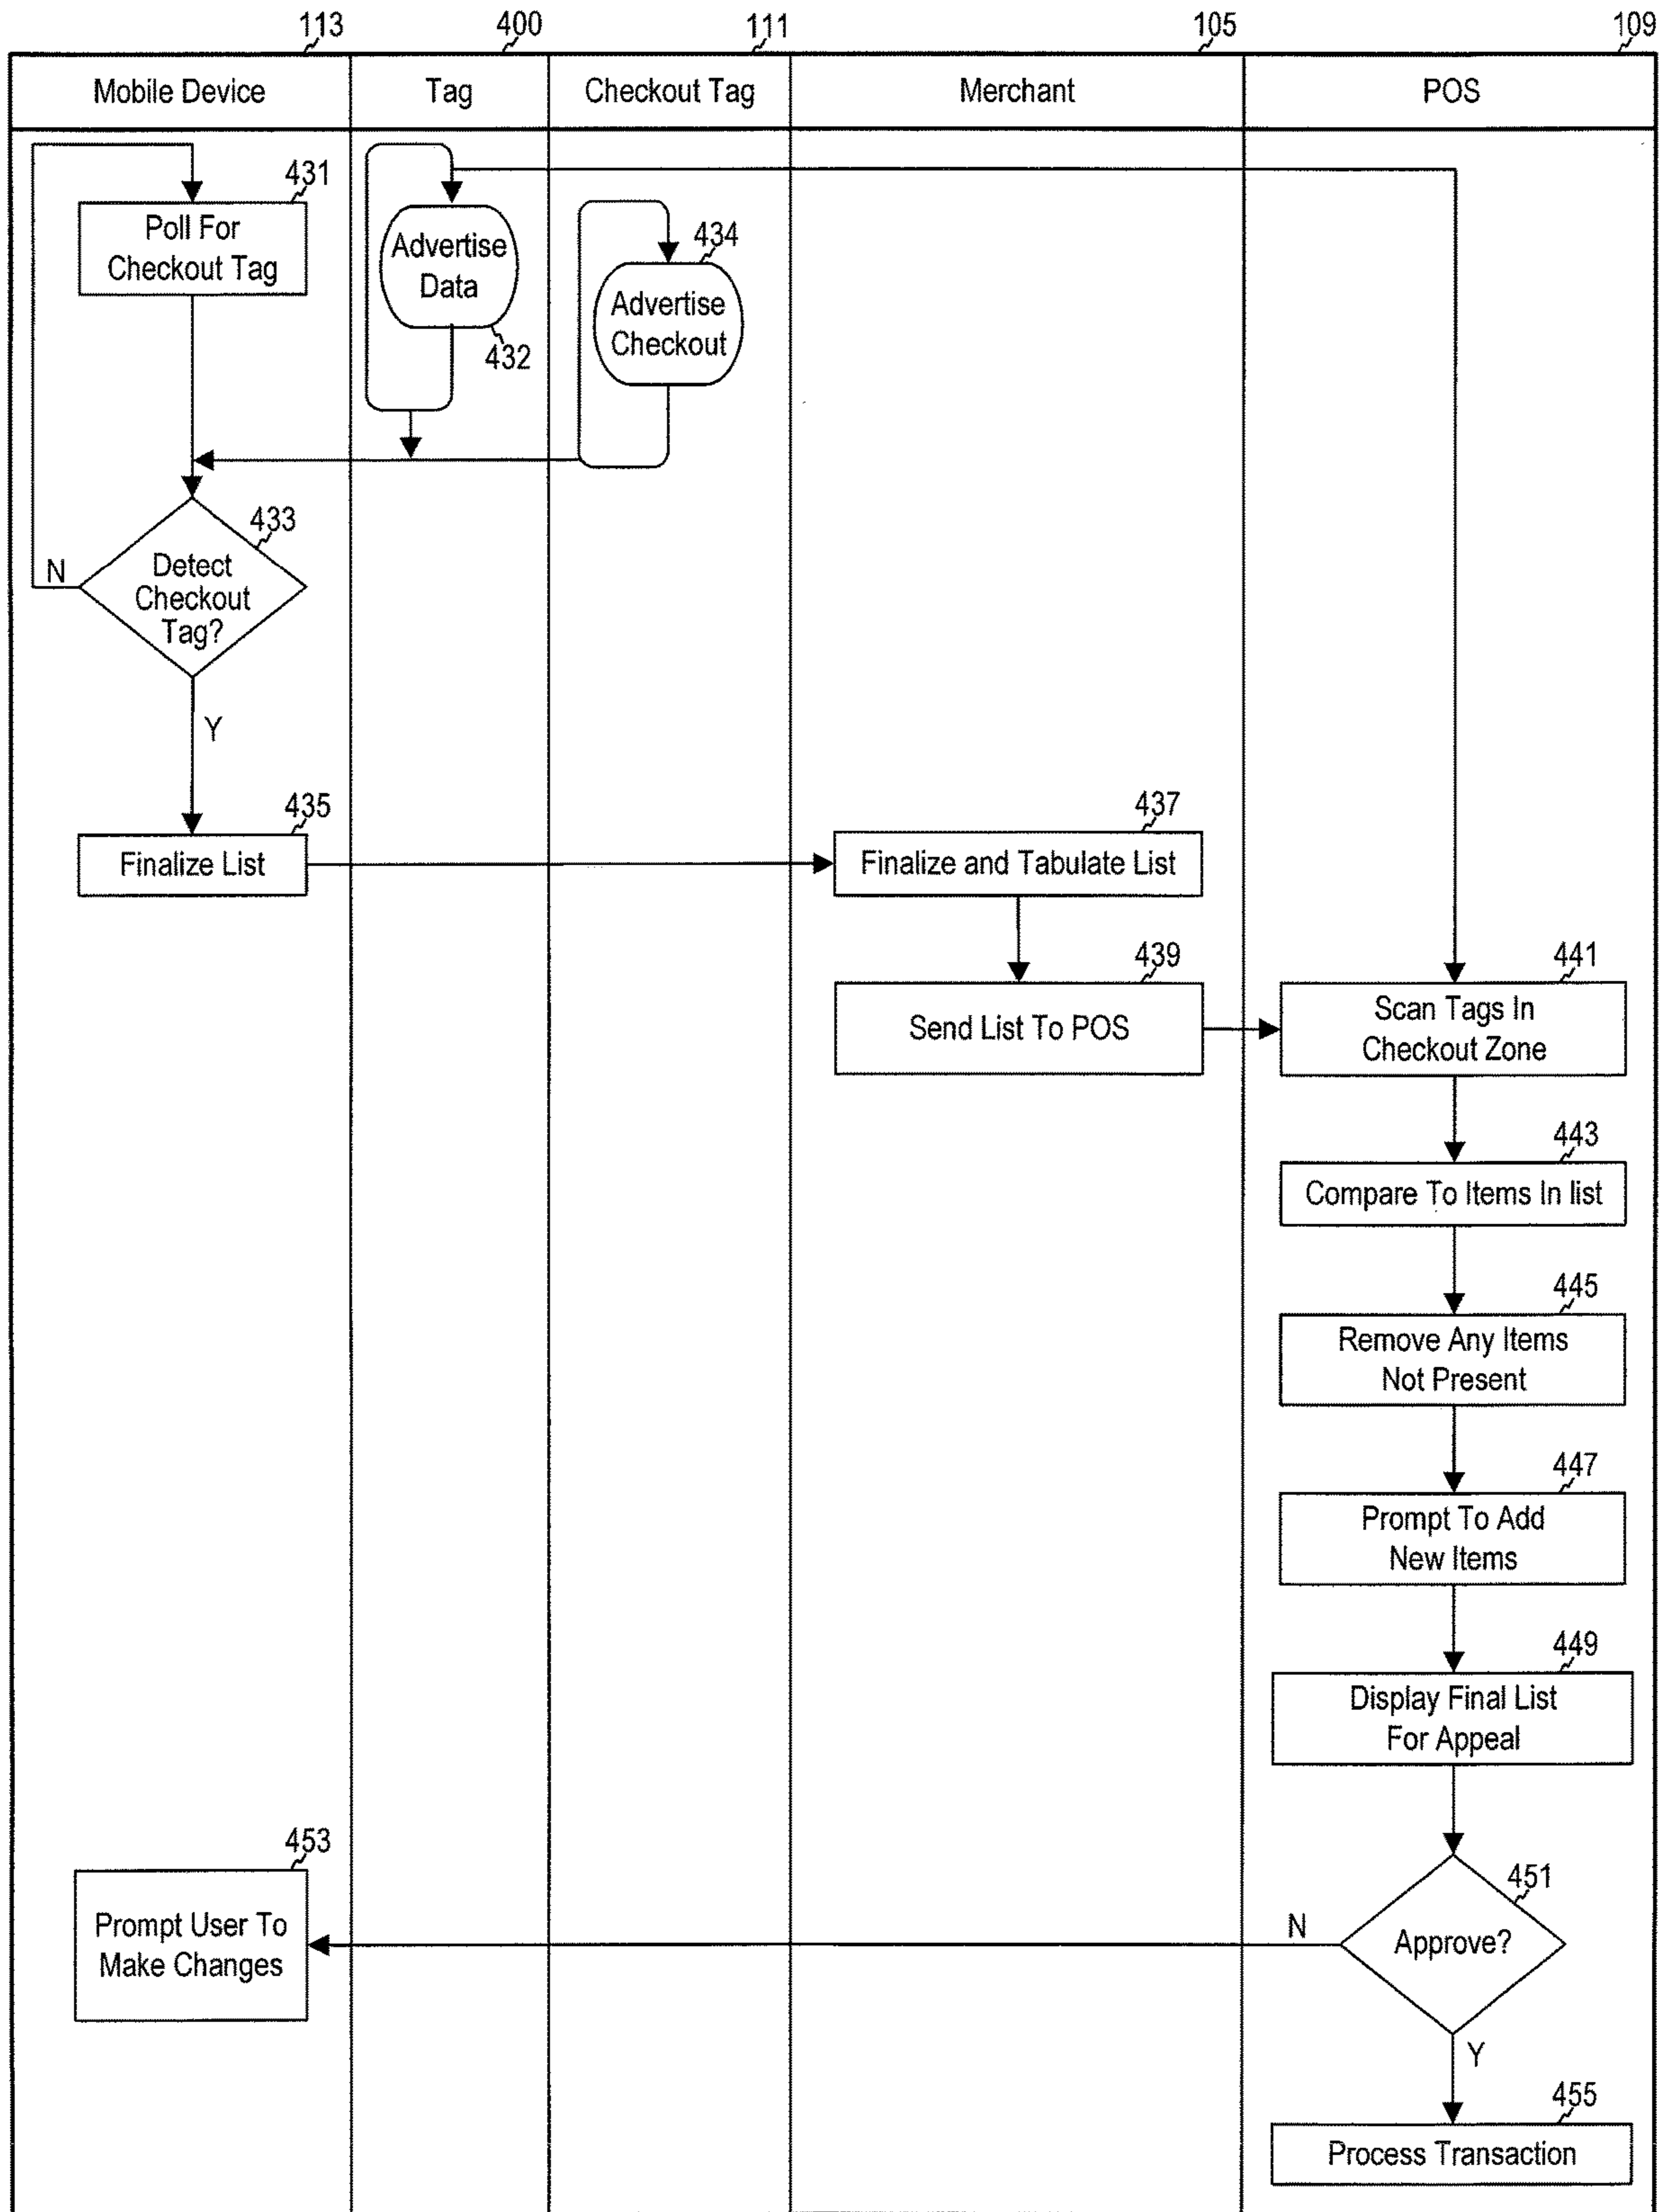 113
400
111
105
109
Mobile Device
Tag
Checkout Tag
Merchant
POS
431
Poll For
Checkout Tag
Advertise
Data
432
434
Advertise
Checkout
433
Detect
Checkout
Tag?
N
Y
435
Finalize List
437
Finalize and Tabulate List
439
Send List To POS
441
Scan Tags In
Checkout Zone
443
Compare To Items In list
445
Remove Any Items
Not Present
447
Prompt To Add
New Items
449
Display Final List
For Appeal
453
Prompt User To
Make Changes
451
Approve?
N
Y
455
Process Transaction